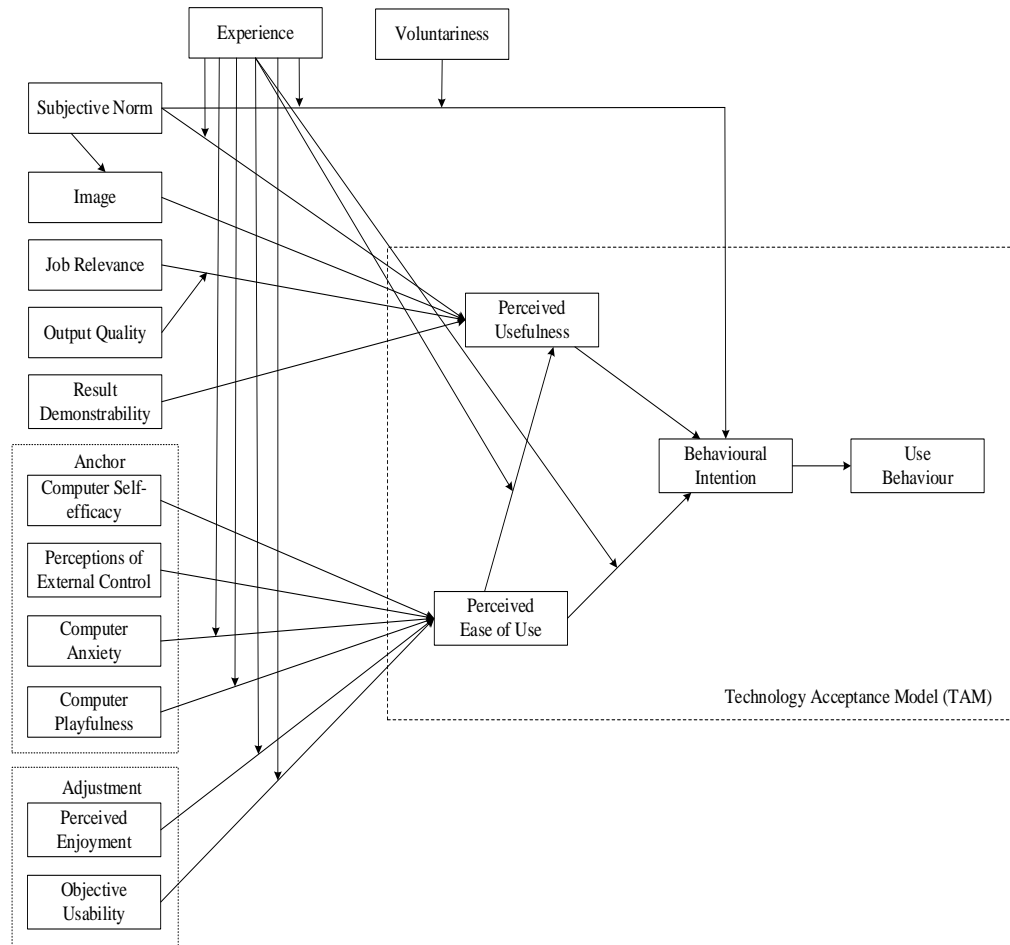 Experience
Voluntariness
Subjective Norm
Image
Job Relevance
Output Quality
Result
Demonstrability
Perceived
Usefulness
Behavioural
Intention
Use
Behaviour
Anchor
Computer Self-
efficacy
Perceptions of
External Control
Computer
Anxiety
Computer
Playfulness
Perceived
Ease of Use
Technology Acceptance Model (TAM)
Adjustment
Perceived
Enjoyment
Objective
Usability